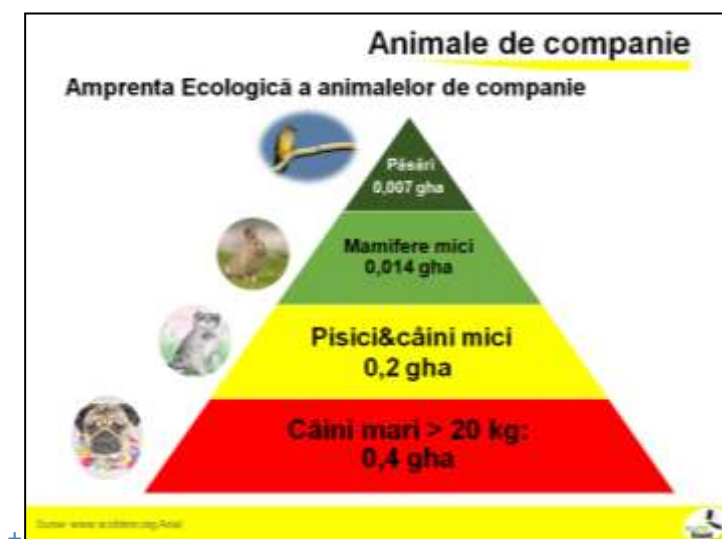 Animale de companie
Amprenta Ecologică a animalelor de companie
Păsări
0,007 gha
Mamifere mici
0,014 gha
Pisici&câini mici
0,2 gha
Câini mari > 20 kg:
0,4 gha